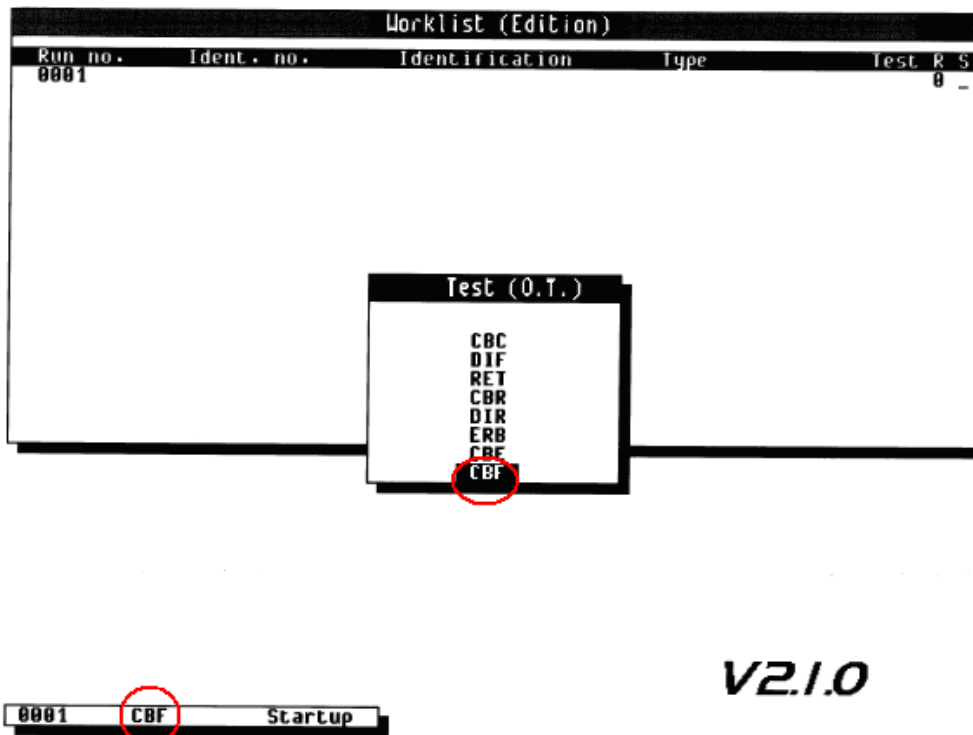 Worklist (Edition)
Run no. Ident. no. Identification Type Test R S
0001 0 _
Test (O.T.)
CBC
DIF
RET
CBR
DIR
ERB
CBE
CBF
V2.1.0
0001 CBF Startup